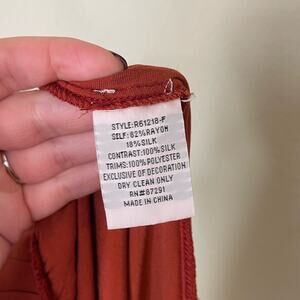 STYLE:R61218-F
SELF:82%RAYON
18%SILK
CONTRAST:100%SILK
TRIMS:100%POLYESTER
EXCLUSIVE OF DECORATION
DRY CLEAN ONLY
RN#87291
MADE IN CHINA